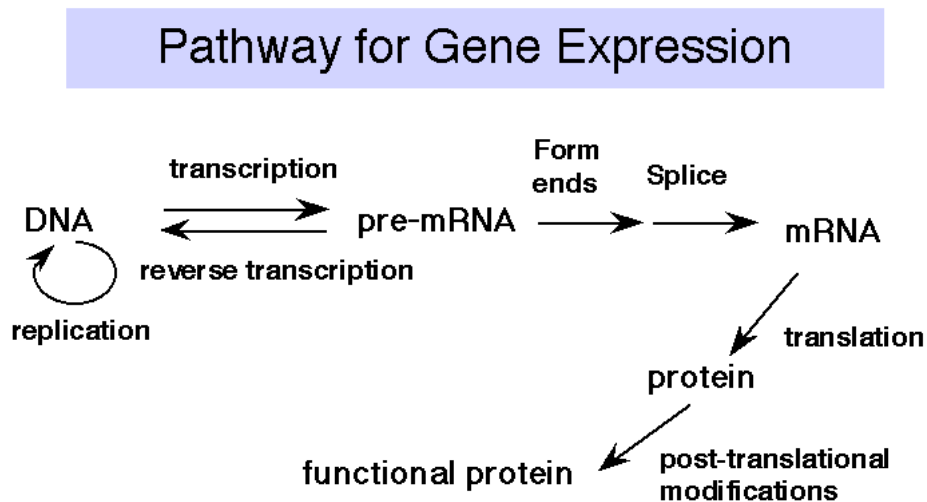 Pathway for Gene Expression
transcription
Form
ends
Splice
DNA
pre-mRNA
mRNA
reverse transcription
replication
translation
protein
functional protein
post-translational
modifications